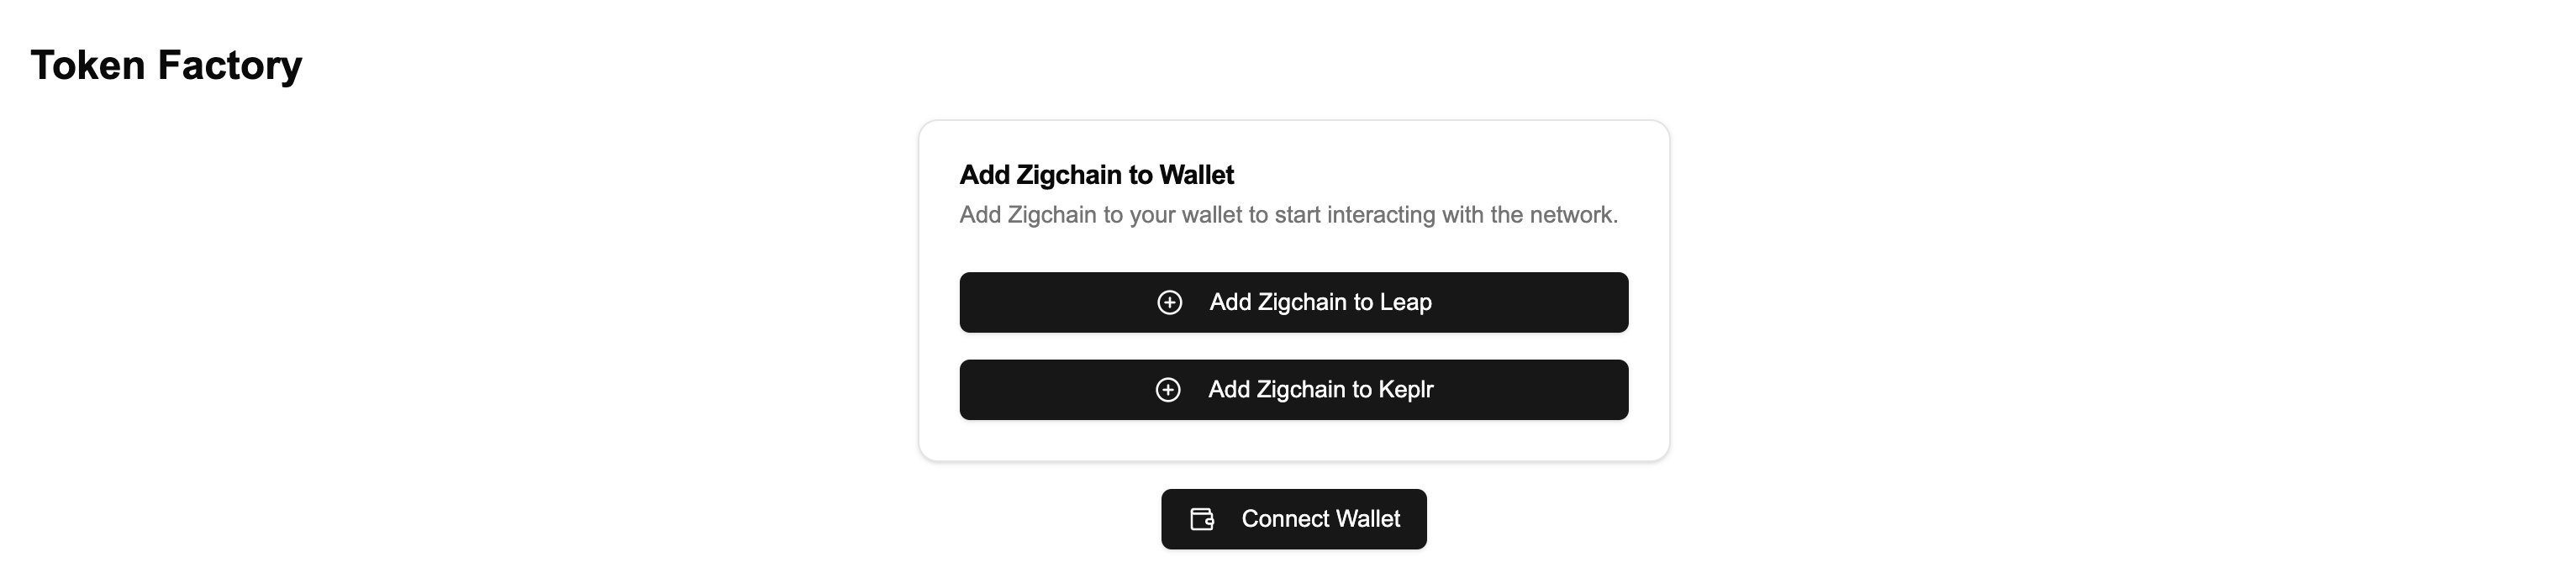 Token Factory
Add Zigchain to Wallet
Add Zigchain to your wallet to start interacting with the network.
Add Zigchain to Leap
Add Zigchain to Keplr
Connect Wallet